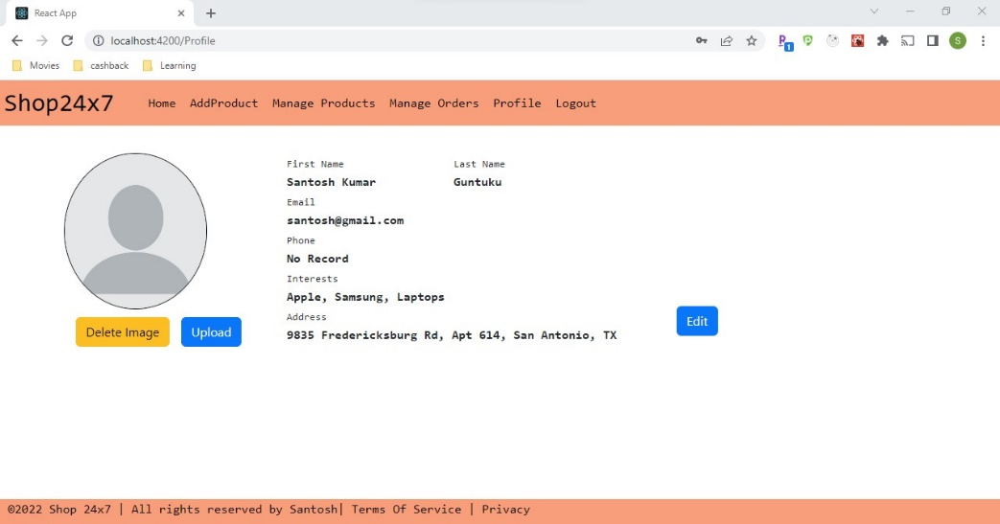 React App
localhost:4200/Profile
1
S
Movies cashback Learning
Shop24x7 Home AddProduct Manage Products Manage Orders Profile Logout
First Name Last Name
Santosh Kumar Guntuku
Email
santosh@gmail.com
Phone
No Record
Interests
Apple, Samsung, Laptops
Address
9835 Fredericksburg Rd, Apt 614, San Antonio, TX
Delete Image Upload Edit
©2022 Shop 24x7 | All rights reserved by Santosh| Terms Of Service | Privacy